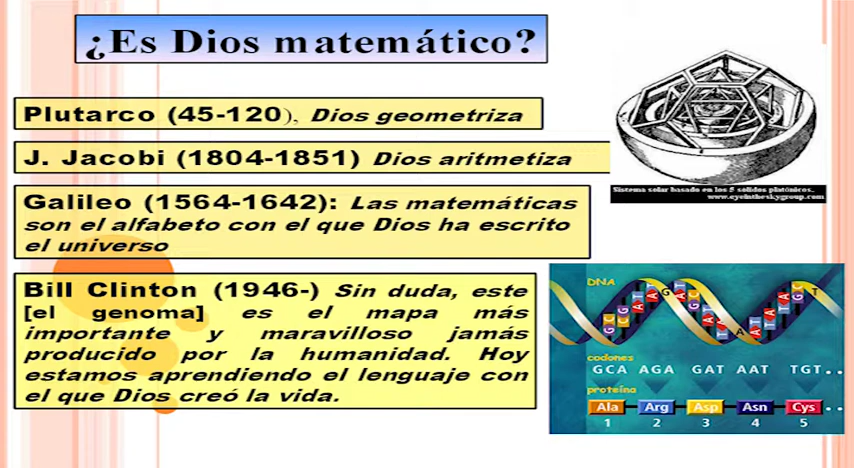 ¿Es Dios matemático?
Plutarco (45-120), Dios geometriza
J. Jacobi (1804-1851) Dios aritmetiza
Galileo (1564-1642): Las matemáticas
son el alfabeto con el que Dios ha escrito
el universo
Sistema solar basado en los 5 solidos platónicos.
www.eyeintheskygroup.com
Bill Clinton (1946-) Sin duda, este
[el genoma] es el mapa más
importante y maravilloso jamás
producido por la humanidad. Hoy
estamos aprendiendo el lenguaje con
el que Dios creó la vida.
DNA
codones
GCA AGA GAT AAT TGT..
proteína
Ala Arg Asp Asn Cys ..
1 2 3 4 5